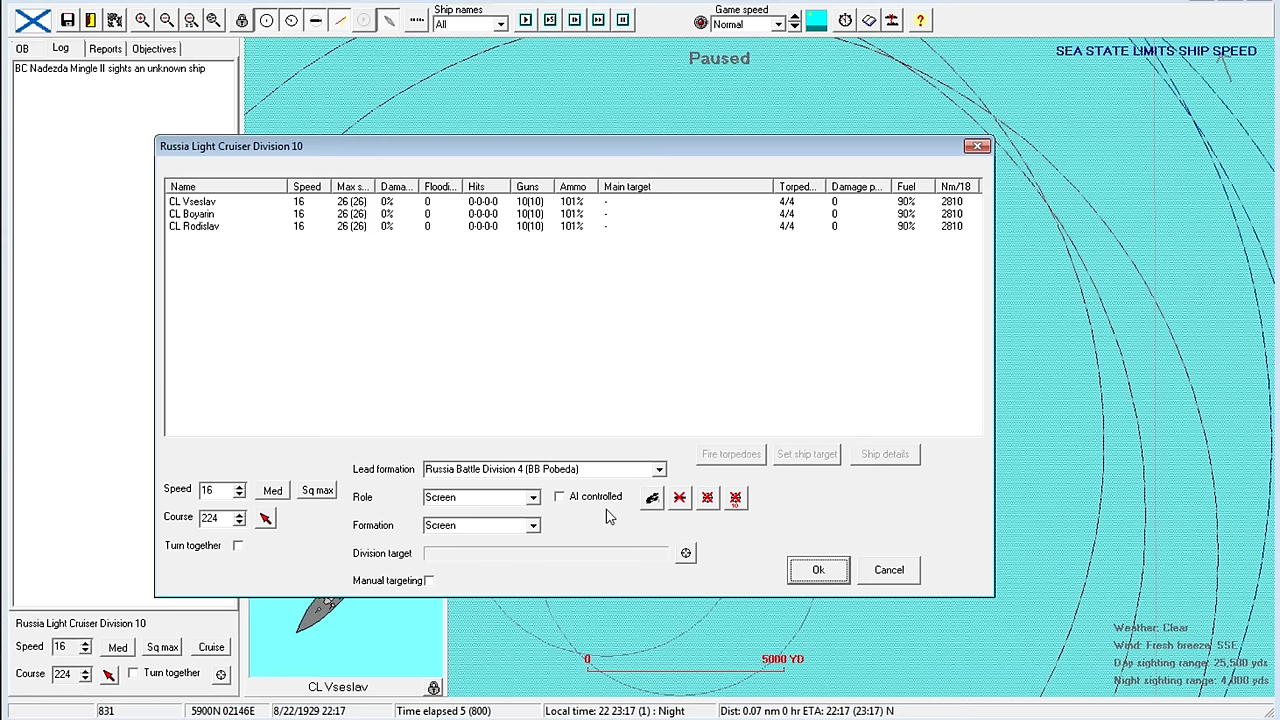 Ship names
All
Game speed
Normal
?
OB
Log
Reports
Objectives
BC Nadezda Mingle II sights an unknown ship
Paused
SEA STATE LIMITS SHIP SPEED
Russia Light Cruiser Division 10
Name Speed Max s... Dama... Floodi... Hits Guns Ammo Main target Torped... Damage p... Fuel Nm/18
CL Vseslav 16 26 (26) 0% 0 0-0-0-0 10(10) 101% - 4/4 0 90% 2810
CL Boyarin 16 26 (26) 0% 0 0-0-0-0 10(10) 101% - 4/4 0 90% 2810
CL Rodislav 16 26 (26) 0% 0 0-0-0-0 10(10) 101% - 4/4 0 90% 2810
Fire torpedoes
Set ship target
Ship details
Lead formation Russia Battle Division 4 (BB Pobeda)
Speed 16 Med Sq max
Role Screen AI controlled
10
Course 224
Formation Screen
Turn together
Division target
Manual targeting
Ok
Cancel
Russia Light Cruiser Division 10
Speed 16 Med Sq max Cruise
Course 224 Turn together
CL Vseslav
0 5000 YD
Weather: Clear
Wind: Fresh breeze SSE
Day sighting range: 25,500 yds
Night sighting range: 4,000 yds
831 5900N 02146E 8/22/1929 22:17 Time elapsed 5 (800) Local time: 22 23:17 (1) : Night Dist: 0.07 nm 0 hr ETA: 22:17 (23:17) N